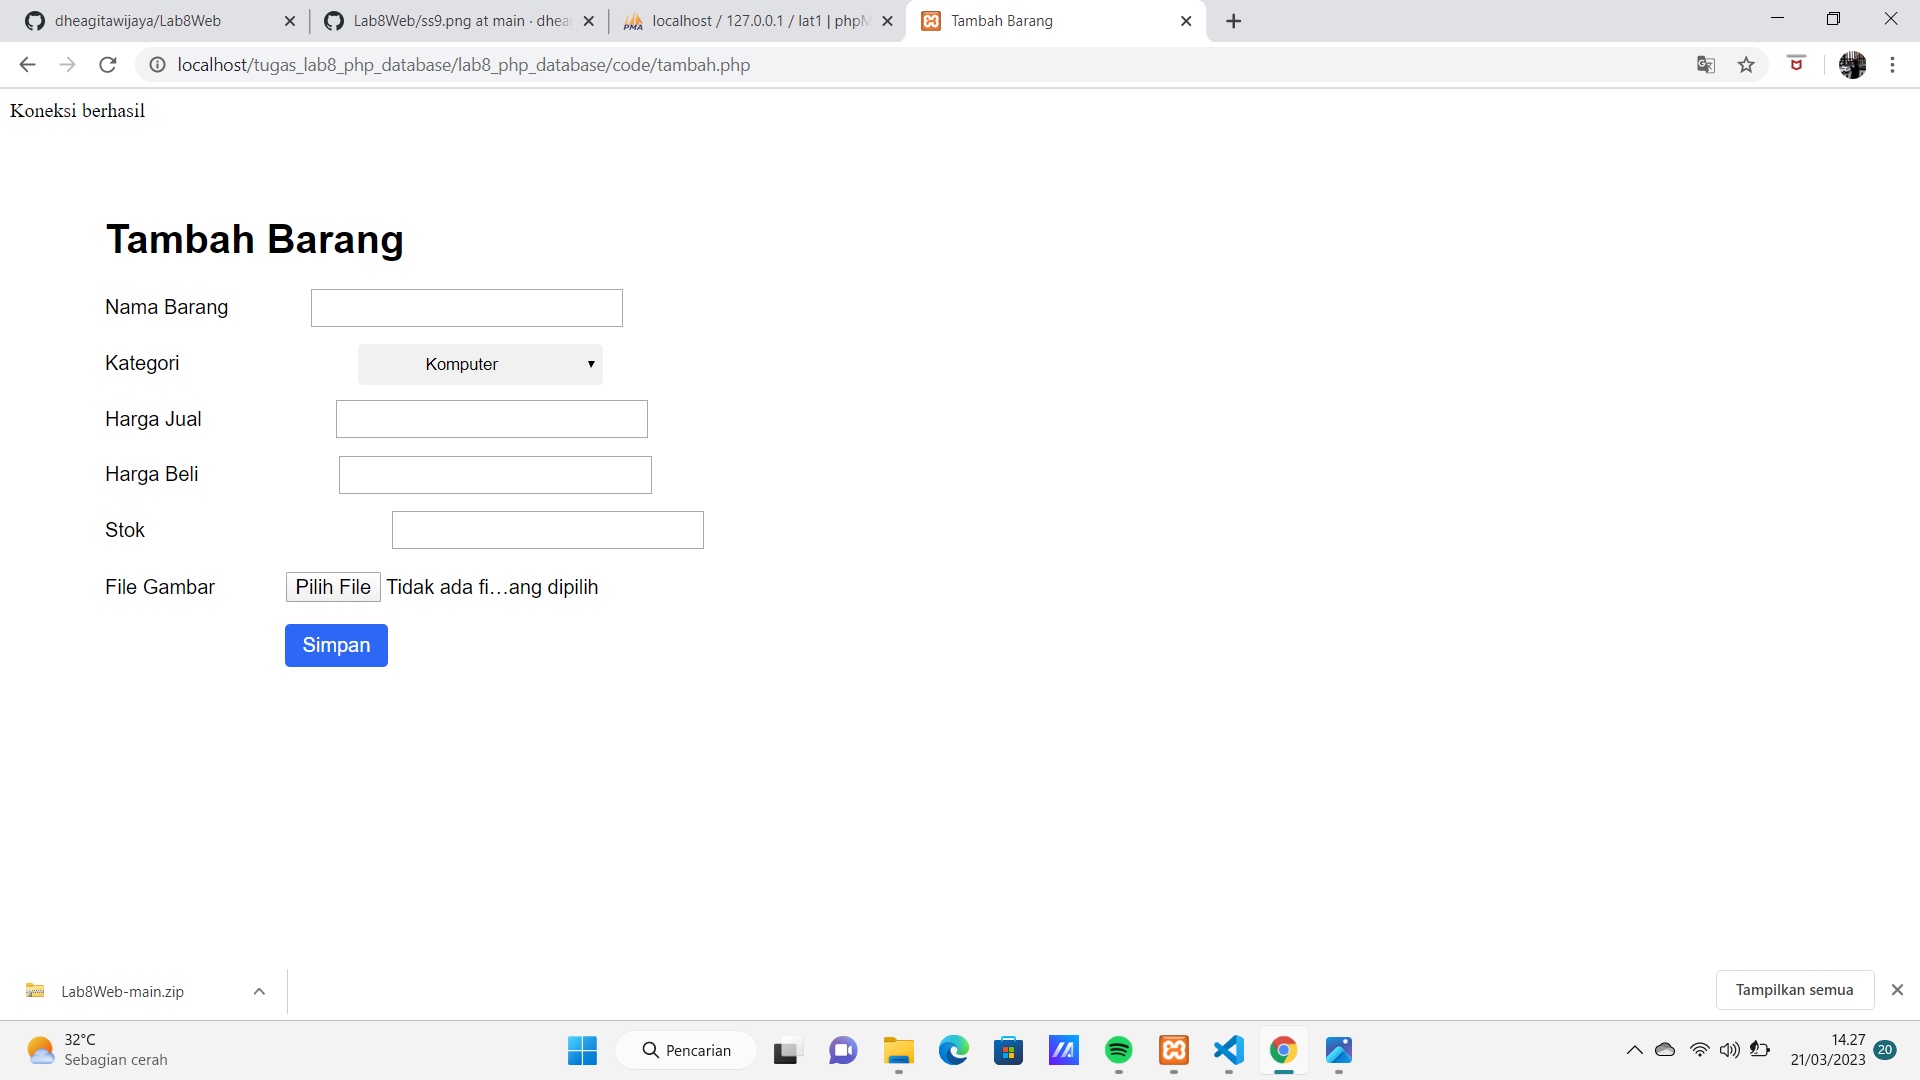 dheagitawijaya/Lab8Web
Lab8Web/ss9.png at main · dhea
PMA
localhost / 127.0.0.1 / lat1 | phpM
Tambah Barang
localhost/tugas_lab8_php_database/lab8_php_database/code/tambah.php
Koneksi berhasil
Tambah Barang
Nama Barang
Kategori
Komputer
Harga Jual
Harga Beli
Stok
File Gambar
Pilih File Tidak ada fi...ang dipilih
Simpan
Lab8Web-main.zip
Tampilkan semua
32°C
Sebagian cerah
Pencarian
14.27
21/03/2023
20